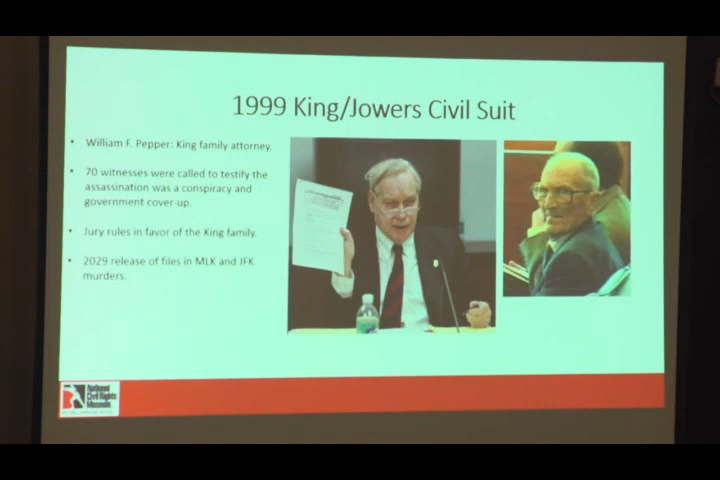 1999 King/Jowers Civil Suit
• William F. Pepper: King family attorney.
• 70 witnesses were called to testify the
assassination was a conspiracy and
government cover-up.
• Jury rules in favor of the King family.
• 2029 release of files in MLK and JFK
murders.
National
Civil Rights
Museum